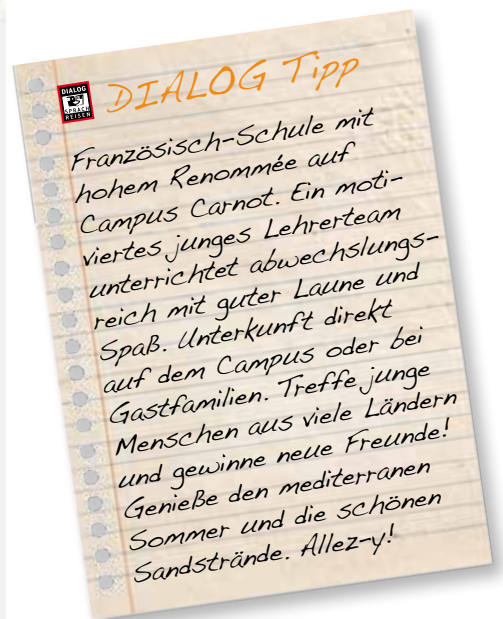 DIALOG
SPRACH
REISEN
DIALOG Tipp
Französisch-Schule mit
hohem Renommée auf
Campus Carnot. Ein moti-
viertes junges Lehrerteam
unterrichtet abwechslungs-
reich mit guter Laune und
Spaß. Unterkunft direkt
auf dem Campus oder bei
Gastfamilien. Treffe junge
Menschen aus viele Ländern
und gewinne neue Freunde!
Genieße den mediterranen
Sommer und die schönen
Sandstrände. Allez-y!